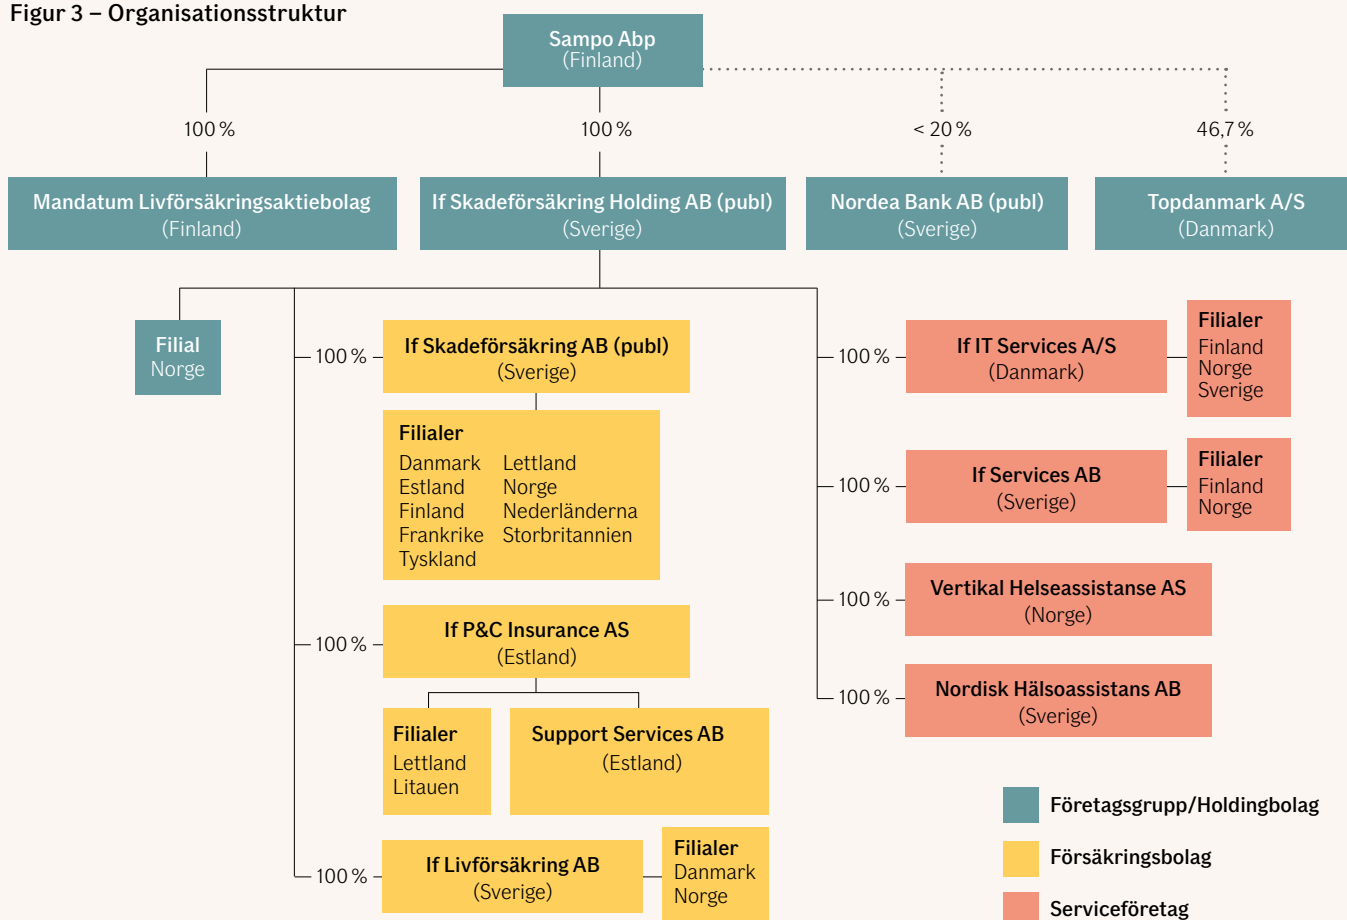 Figur 3 – Organisationsstruktur
Sampo Abp
(Finland)
100 %
100 %
< 20 %
46,7 %
Mandatum Livförsäkringsaktiebolag
(Finland)
If Skadeförsäkring Holding AB (publ)
(Sverige)
Nordea Bank AB (publ)
(Sverige)
Topdanmark A/S
(Danmark)
Filial
Norge
100 %
If Skadeförsäkring AB (publ)
(Sverige)
Filialer
Danmark
Estland
Finland
Frankrike
Tyskland
Lettland
Norge
Nederländerna
Storbritannien
100 %
If P&C Insurance AS
(Estland)
Filialer
Lettland
Litauen
Support Services AB
(Estland)
100 %
If Livförsäkring AB
(Sverige)
Filialer
Danmark
Norge
100 %
If IT Services A/S
(Danmark)
Filialer
Finland
Norge
Sverige
100 %
If Services AB
(Sverige)
Filialer
Finland
Norge
100 %
Vertikal Helseassistanse AS
(Norge)
100 %
Nordisk Hälsoassistans AB
(Sverige)
Företagsgrupp/Holdingbolag
Försäkringsbolag
Serviceföretag